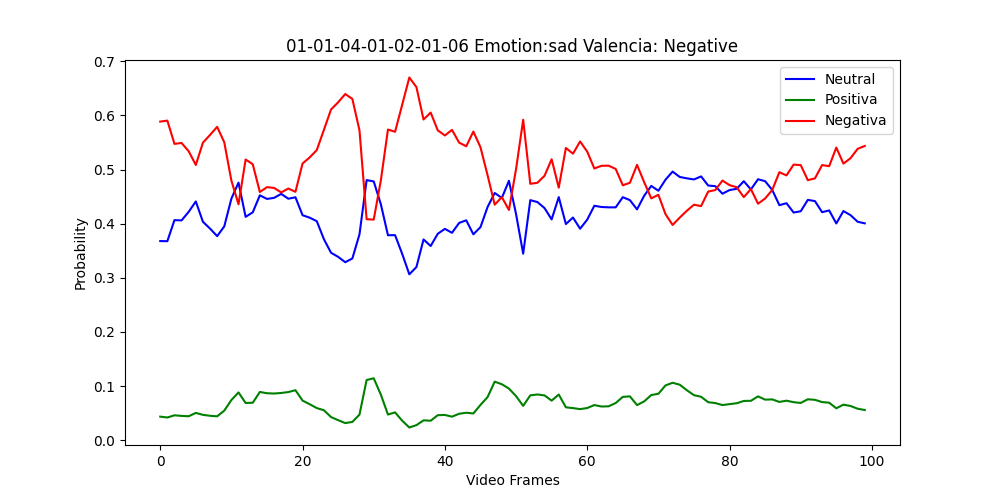 01-01-04-01-02-01-06 Emotion:sad Valencia: Negative
0.7
0.6
0.5
0.4
0.3
0.2
0.1
0.0
Probability
Neutral
Positiva
Negativa
0 20 40 60 80 100
Video Frames